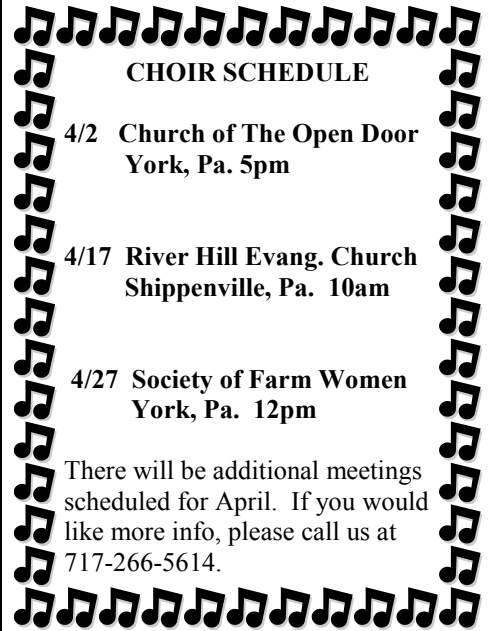 CHOIR SCHEDULE
4/2 Church of The Open Door
York, Pa. 5pm
4/17 River Hill Evang. Church
Shippenville, Pa. 10am
4/27 Society of Farm Women
York, Pa. 12pm
There will be additional meetings
scheduled for April. If you would
like more info, please call us at
717-266-5614.